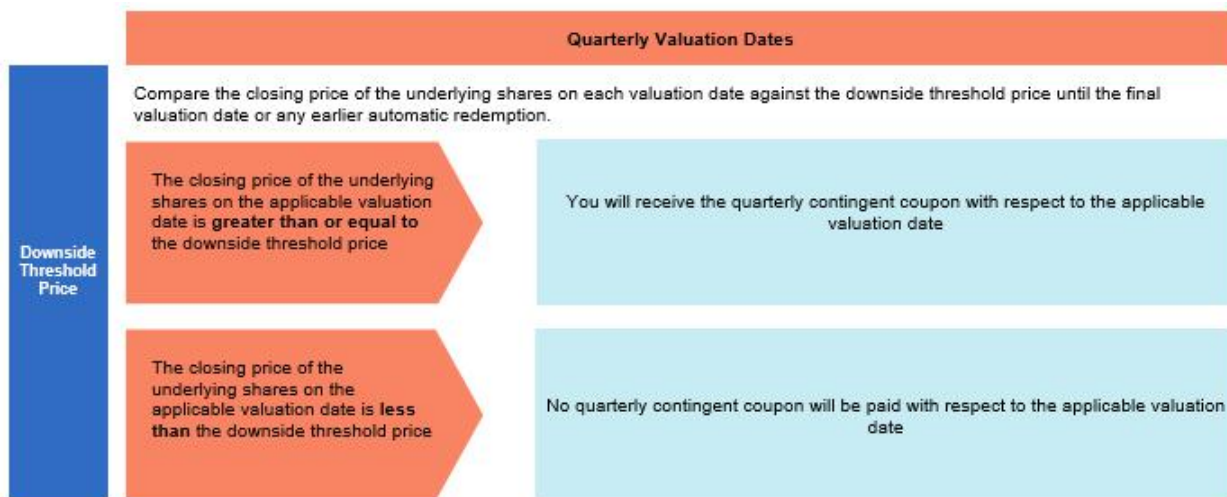 Quarterly Valuation Dates
Compare the closing price of the underlying shares on each valuation date against the downside threshold price until the final
valuation date or any earlier automatic redemption.
Downside
Threshold
Price
The closing price of the underlying
shares on the applicable valuation
date is greater than or equal to
the downside threshold price
You will receive the quarterly contingent coupon with respect to the applicable
valuation date
The closing price of the
underlying shares on the
applicable valuation date is less
than the downside threshold price
No quarterly contingent coupon will be paid with respect to the applicable valuation
date